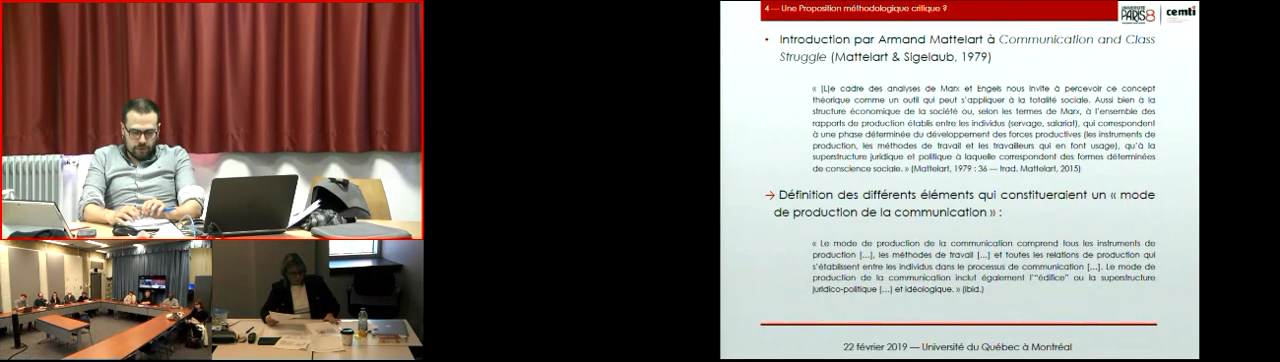 4 — Une Proposition méthodologique critique ?
UNIVERSITÉ
PARIS8
cemti
• Introduction par Armand Mattelart à Communication and Class
Struggle (Mattelart & Sigelaub, 1979)
« [L]e cadre des analyses de Marx et Engels nous invite à percevoir ce concept
théorique comme un outil qui peut s'appliquer à la totalité sociale. Aussi bien à la
structure économique de la société ou, selon les termes de Marx, à l'ensemble des
rapports de production établis entre les individus (servage, salariat), qui correspondent
à une phase déterminée du développement des forces productives (les instruments de
production, les méthodes de travail et les travailleurs qui en font usage), qu'à la
superstructure juridique et politique à laquelle correspondent des formes déterminées
de conscience sociale. » (Mattelart, 1979 : 36 — trad. Mattelart, 2015)
→ Définition des différents éléments qui constitueraient un « mode
de production de la communication » :
« Le mode de production de la communication comprend tous les instruments de
production [...], les méthodes de travail [...] et toutes les relations de production qui
s'établissent entre les individus dans le processus de communication [...]. Le mode de
production de la communication inclut également l'"édifice" ou la superstructure
juridico-politique [...] et idéologique. » (Ibid.)
22 février 2019 — Université du Québec à Montréal